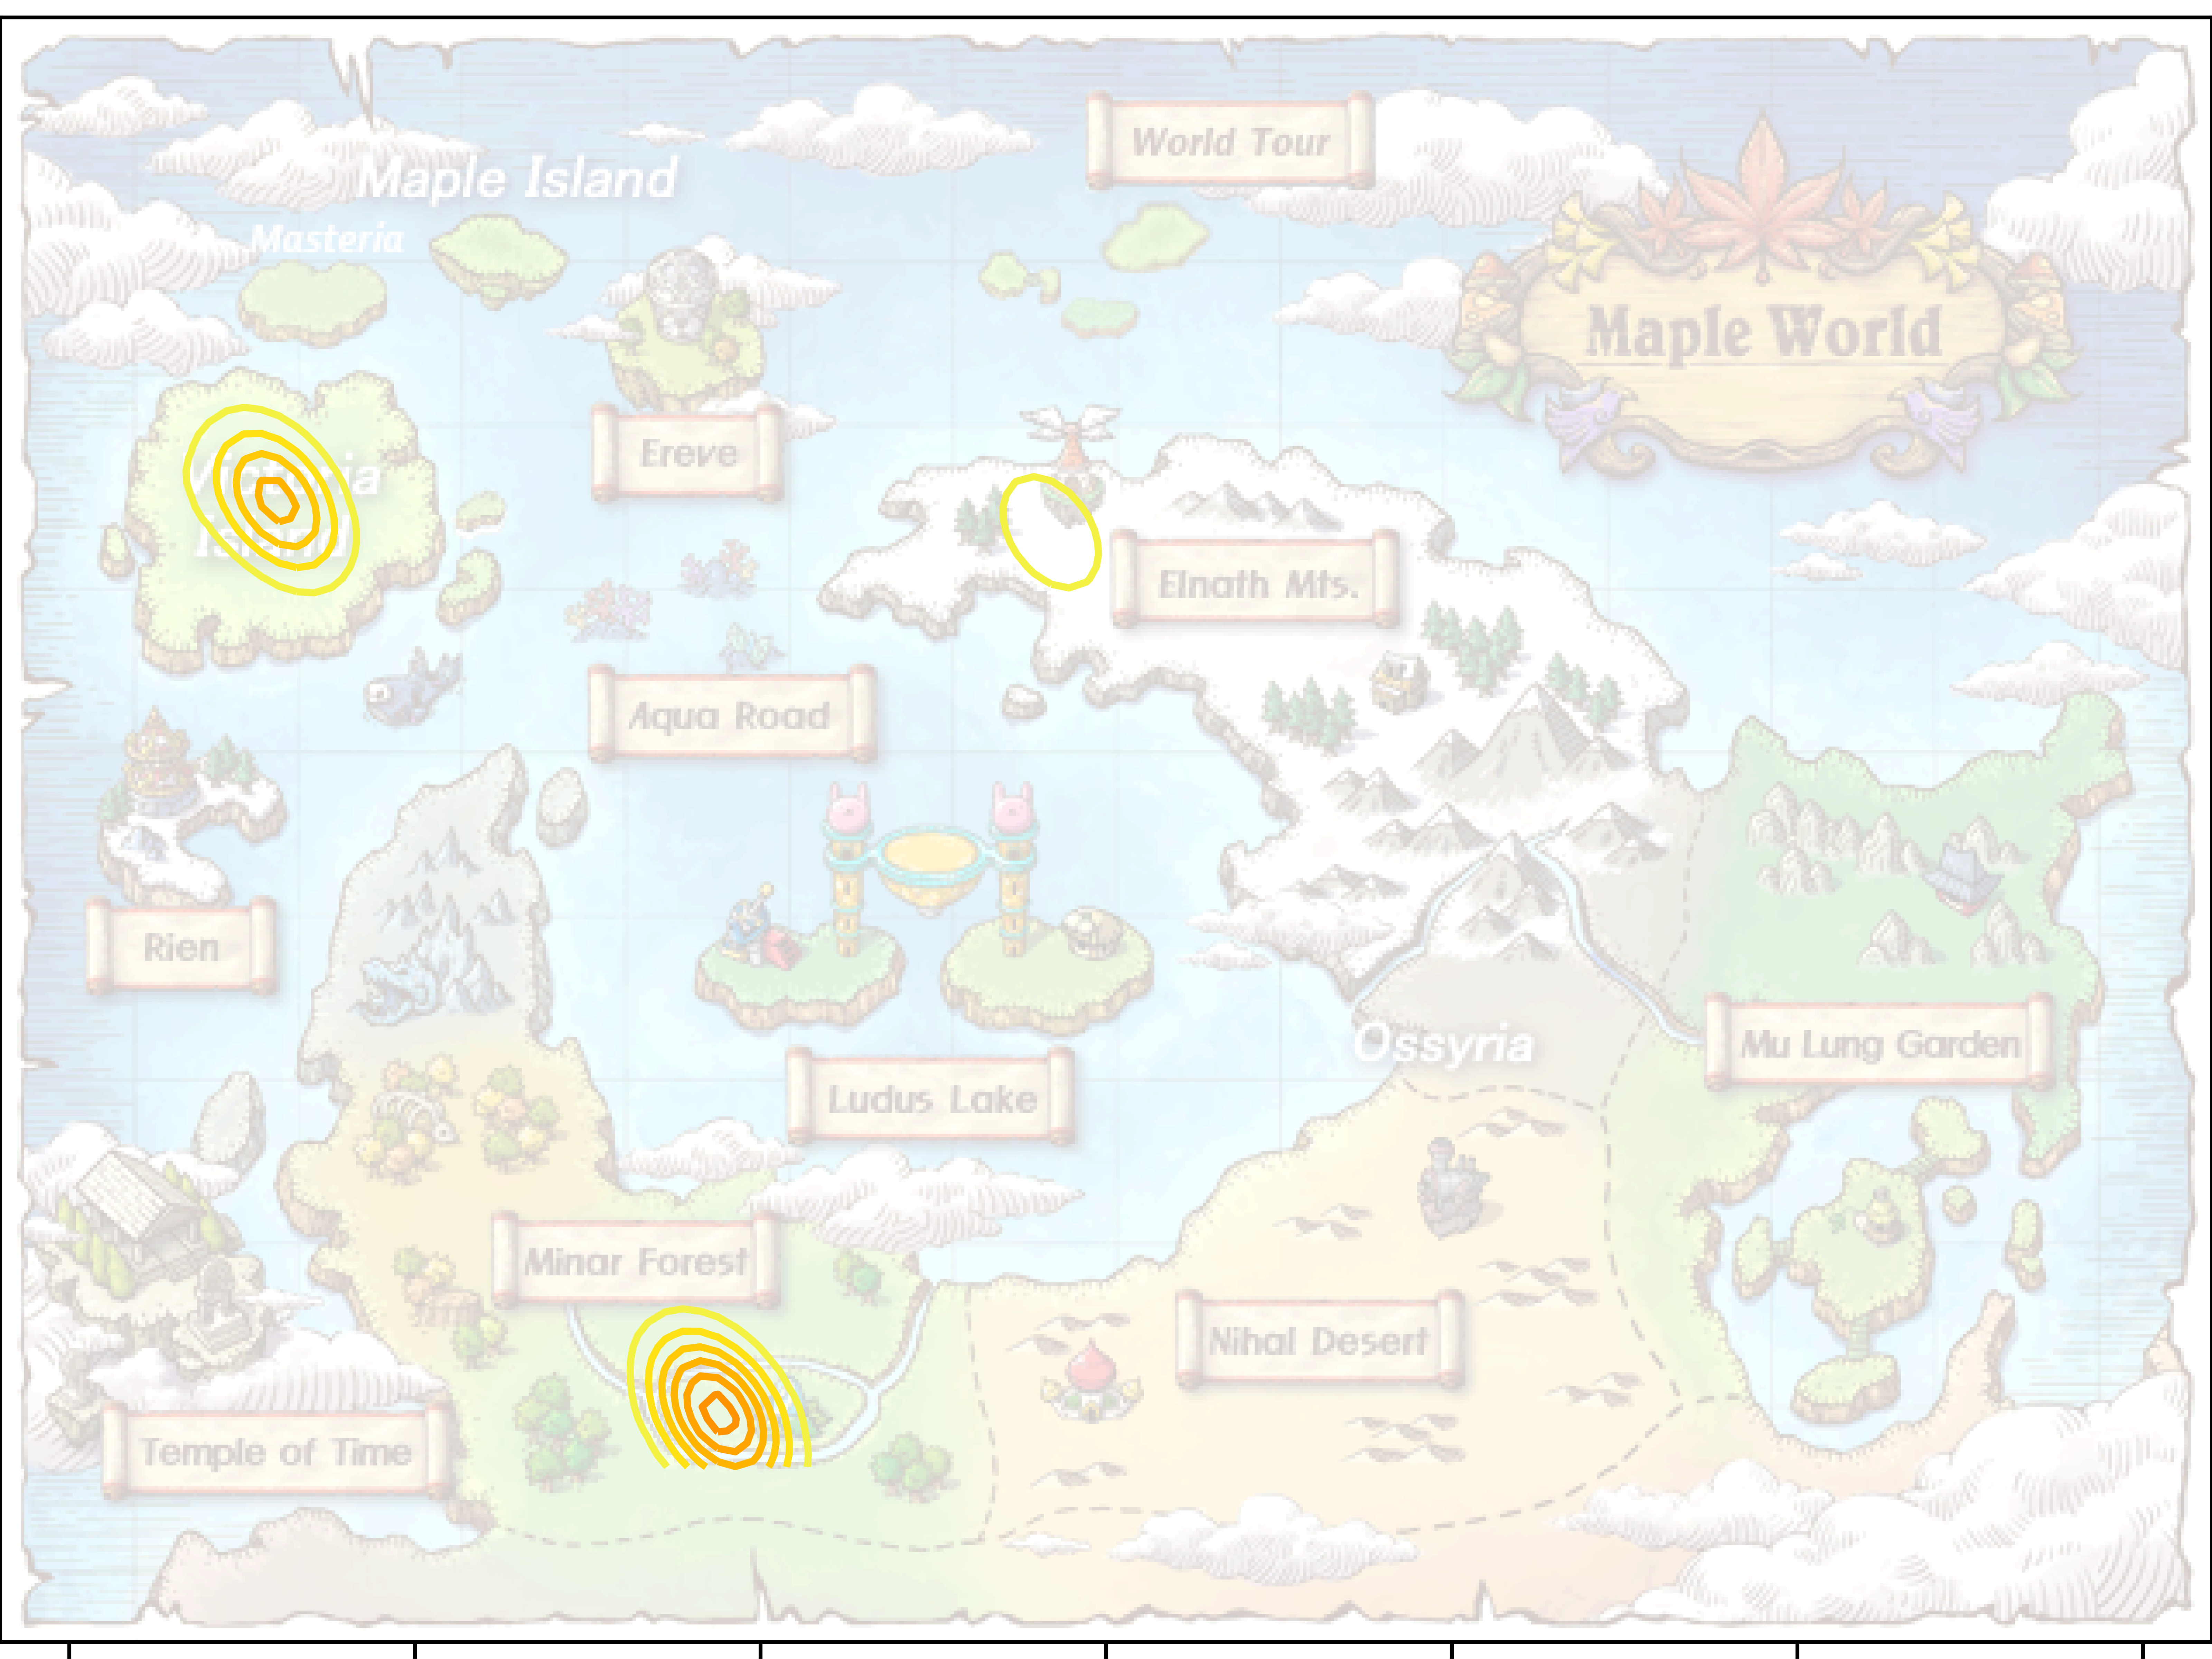 World Tour
Maple Island
Masteria
Maple World
Ereve
Victoria
Island
Elnath Mts.
Aqua Road
Rien
Ossyria
Mu Lung Garden
Ludus Lake
Minar Forest
Nihal Desert
Temple of Time